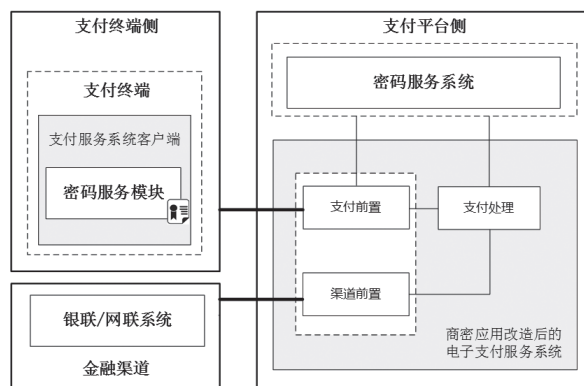 支付终端侧
支付终端
支付服务系统客户端
密码服务模块
银联/网联系统
金融渠道
支付平台侧
密码服务系统
支付前置
支付处理
渠道前置
商密应用改造后的
电子支付服务系统